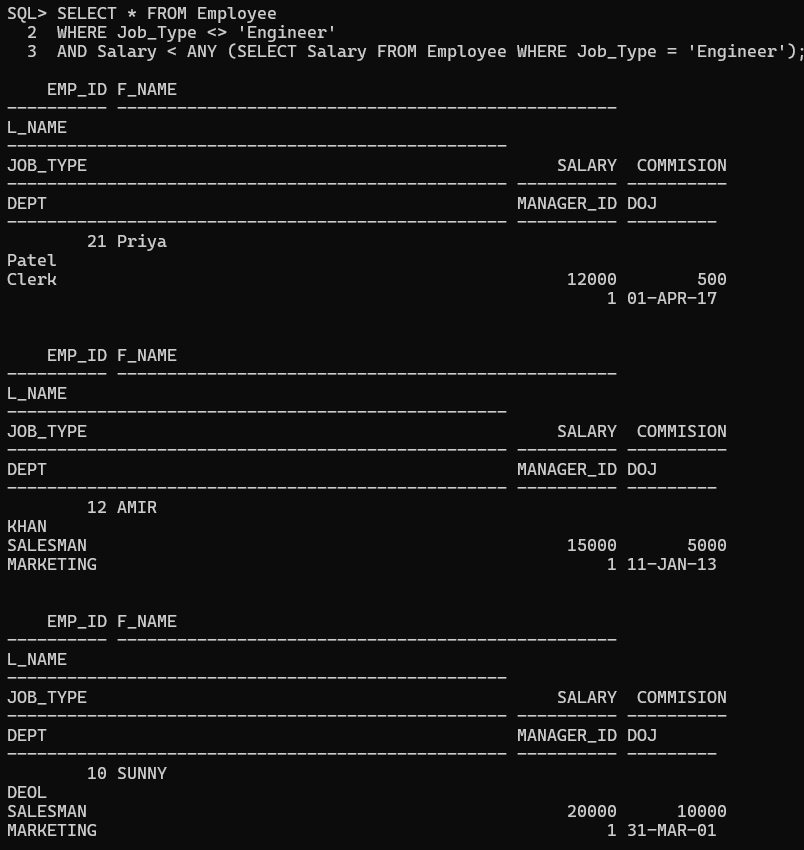 SQL> SELECT * FROM Employee
  2  WHERE Job_Type <> 'Engineer'
  3  AND Salary < ANY (SELECT Salary FROM Employee WHERE Job_Type = 'Engineer');

    EMP_ID F_NAME
---------- --------------------------------------------------
L_NAME
--------------------------------------------------
JOB_TYPE                                               SALARY  COMMISION
-------------------------------------------------- ---------- ----------
DEPT                                               MANAGER_ID DOJ
-------------------------------------------------- ---------- ---------
        21 Priya
Patel
Clerk                                                   12000        500
                                                            1 01-APR-17


    EMP_ID F_NAME
---------- --------------------------------------------------
L_NAME
--------------------------------------------------
JOB_TYPE                                               SALARY  COMMISION
-------------------------------------------------- ---------- ----------
DEPT                                               MANAGER_ID DOJ
-------------------------------------------------- ---------- ---------
        12 AMIR
KHAN
SALESMAN                                                15000       5000
MARKETING                                                   1 11-JAN-13


    EMP_ID F_NAME
---------- --------------------------------------------------
L_NAME
--------------------------------------------------
JOB_TYPE                                               SALARY  COMMISION
-------------------------------------------------- ---------- ----------
DEPT                                               MANAGER_ID DOJ
-------------------------------------------------- ---------- ---------
        10 SUNNY
DEOL
SALESMAN                                                20000      10000
MARKETING                                                   1 31-MAR-01